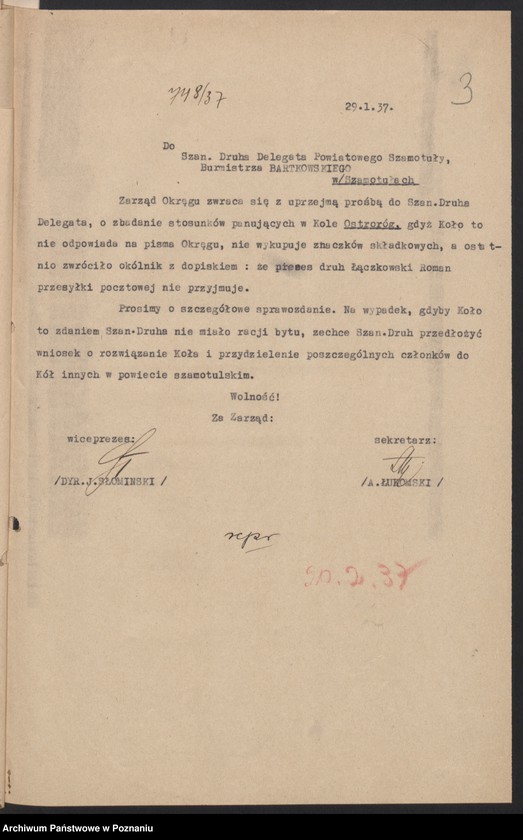 748/37
3
29.1.37.
Do
Szan. Druha Delegata Powiatowego Szamotuły,
Burmistrza BARTKOWSKIEGO
w/Szamotułach
Zarząd Okręgu zwraca się z uprzejmą prośbą do Szan.Druha
Delegata, o zbadanie stosunków panujących w Kole Ostroróg, gdyż Koło to
nie odpowiada na pisma Okręgu, nie wykupuje znaczków składkowych, a ostat-
nio zwróciło okólnik z dopiskiem : że prezes druh Łączkowski Roman
przesyłki pocztowej nie przyjmuje.
Prosimy o szczegółowe sprawozdanie. Na wypadek, gdyby Koło
to zdaniem Szan.Druha nie miało racji bytu, zechce Szan.Druh przedłożyć
wniosek o rozwiązanie Koła i przydzielenie poszczególnych członków do
Kół innych w powiecie szamotulskim.
Wolność!
Za Zarząd:
wiceprezes: sekretarz:
/DYR.J.SŁOMINSKI / /A.ŁUKOMSKI /
.2.37
Archiwum Państwowe w Poznaniu